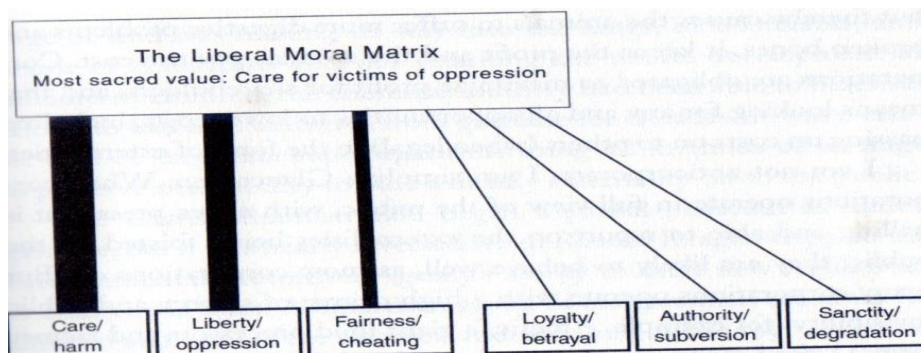 The Liberal Moral Matrix
Most sacred value: Care for victims of oppression
Care/
harm
Liberty/
oppression
Fairness/
cheating
Loyalty/
betrayal
Authority/
subversion
Sanctity/
degradation